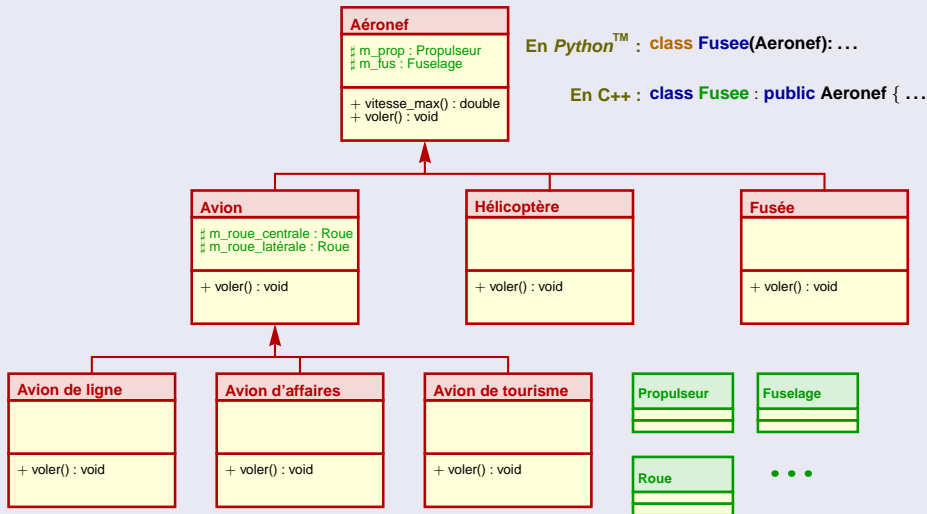 Aéronef
♯ m_prop : Propulseur
♯ m_fus : Fuselage
+ vitesse_max() : double
+ voler() : void
En Python™ : class Fusee(Aeronef): ...
En C++ : class Fusee : public Aeronef { ...
Avion
♯ m_roue_centrale : Roue
♯ m_roue_latérale : Roue
+ voler() : void
Hélicoptère
+ voler() : void
Fusée
+ voler() : void
Avion de ligne
+ voler() : void
Avion d'affaires
+ voler() : void
Avion de tourisme
+ voler() : void
Propulseur
Fuselage
Roue
...